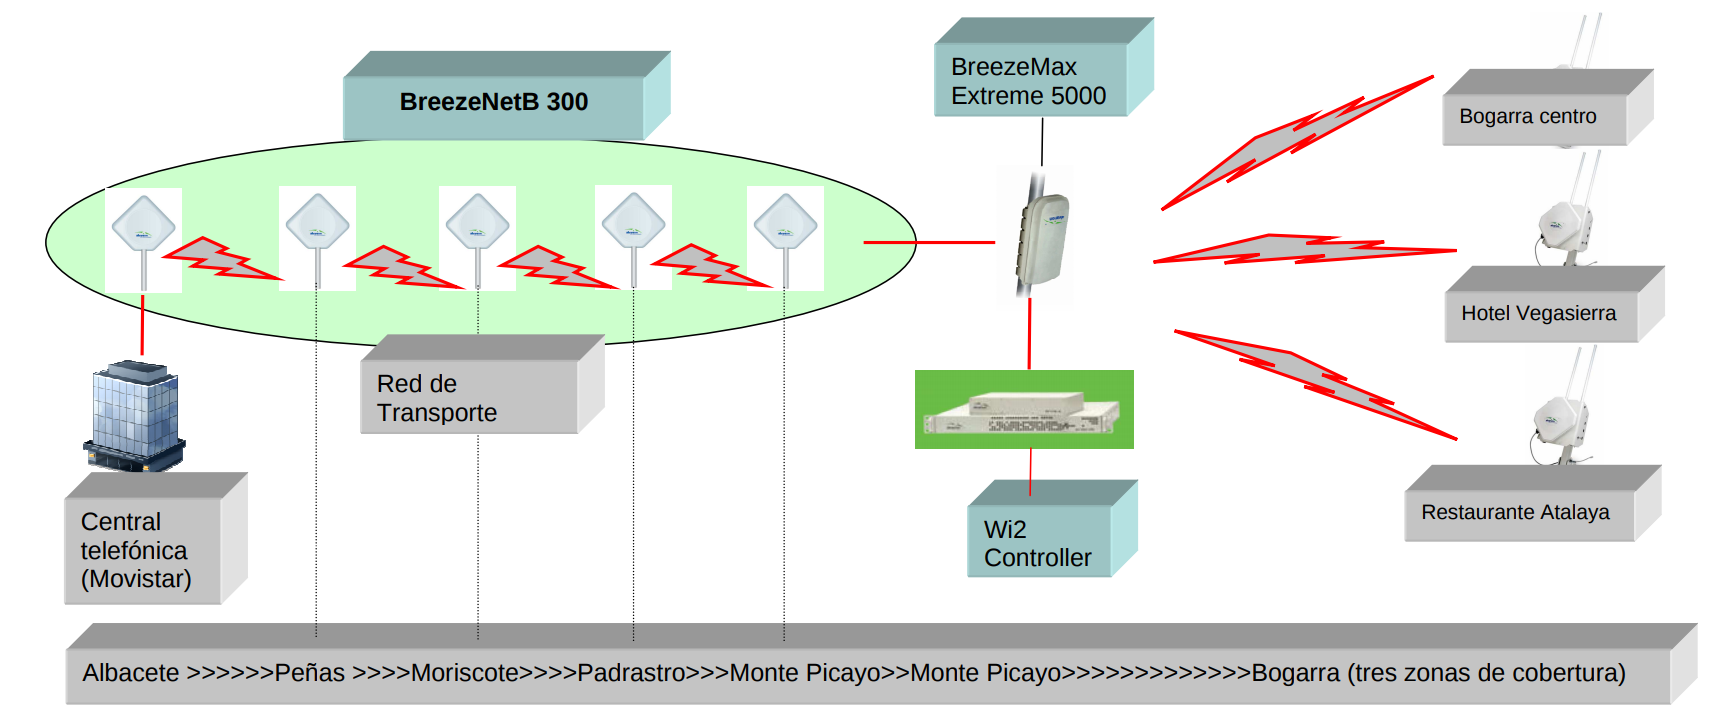 BreezeNetB 300
BreezeMax
Extreme 5000
Bogarra centro
Hotel Vegasierra
Restaurante Atalaya
Red de
Transporte
Central
telefónica
(Movistar)
Wi2
Controller
Albacete >>>>>>Peñas >>>>Moriscote>>>>Padrastro>>>Monte Picayo>>Monte Picayo>>>>>>>>>>>>>Bogarra (tres zonas de cobertura)